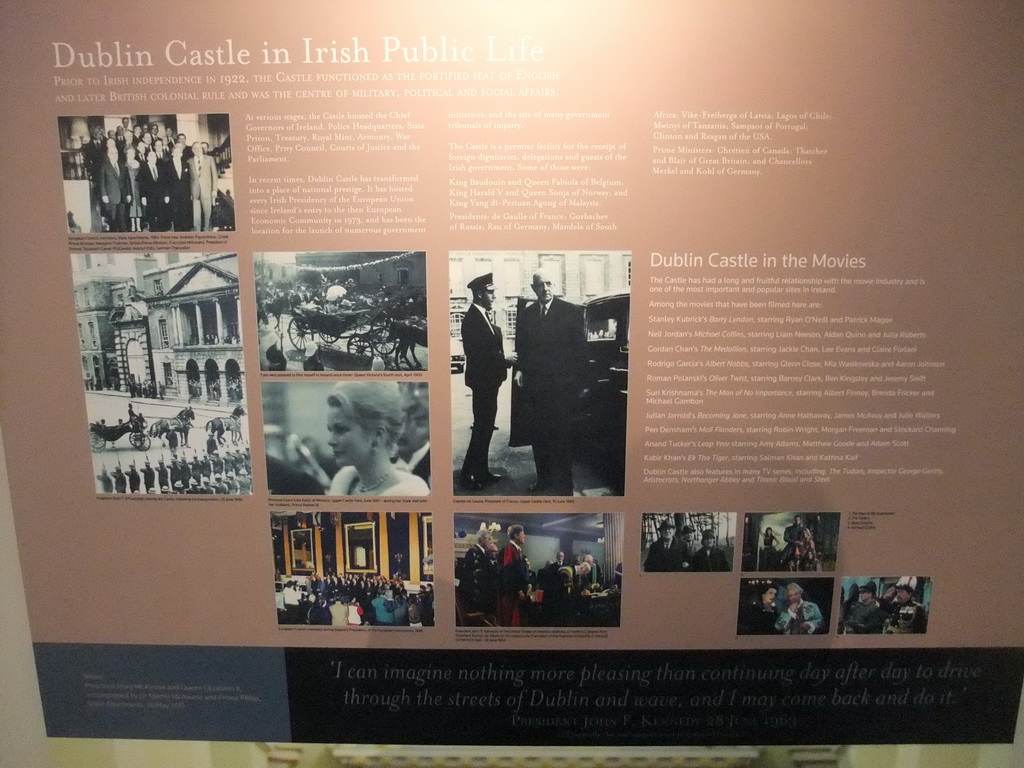 Dublin Castle in Irish Public Life
Prior to Irish independence in 1922, the Castle functioned as the fortified seat of English
and later British colonial rule and was the centre of military, political and social affairs.
At various stages, the Castle housed the Chief
Governors of Ireland, Police Headquarters, State
Prison, Treasury, Royal Mint, Armoury, War
Office, Privy Council, Courts of Justice and the
Parliament.
In recent times, Dublin Castle has transformed
into a place of national prestige. It has hosted
every Irish Presidency of the European Union
since Ireland's entry to the then European
Economic Community in 1973, and has been the
location for the launch of numerous government
initiatives, and the site of many government
tribunals of inquiry.
The Castle is a premier facility for the receipt of
foreign dignitaries, delegations and guests of the
Irish government. Some of those were:
King Baudouin and Queen Fabiola of Belgium;
King Harald V and Queen Sonja of Norway; and
King Yang di-Pertuan Agong of Malaysia.
Presidents: de Gaulle of France; Gorbachev
of Russia; Rau of Germany; Mandela of South
Africa; Vike-Freiberga of Latvia; Lagos of Chile;
Mwinyi of Tanzania; Sampaio of Portugal;
Clinton and Reagan of the USA.
Prime Ministers: Chrétien of Canada; Thatcher
and Blair of Great Britain; and Chancellors
Merkel and Kohl of Germany.
Dublin Castle in the Movies
The Castle has had a long and fruitful relationship with the movie industry and is
one of the most important and popular sites in Ireland.
Among the movies that have been filmed here are:
Stanley Kubrick's Barry Lyndon, starring Ryan O'Neill and Patrick Magee
Neil Jordan's Michael Collins, starring Liam Neeson, Aidan Quinn and Julia Roberts
Gordon Chan's The Medallion, starring Jackie Chan, Lee Evans and Claire Forlani
Rodrigo Garcia's Albert Nobbs, starring Glenn Close, Mia Wasikowska and Aaron Johnson
Roman Polanski's Oliver Twist, starring Barney Clark, Ben Kingsley and Jeremy Swift
Suri Krishnama's The Man of No Importance, starring Albert Finney, Brenda Fricker and
Michael Gambon
Julian Jarrold's Becoming Jane, starring Anne Hathaway, James McAvoy and Julie Walters
Pen Densham's Moll Flanders, starring Robin Wright, Morgan Freeman and Stockard Channing
Anand Tucker's Leap Year starring Amy Adams, Matthew Goode and Adam Scott
Kabir Khan's Ek Tha Tiger, starring Salman Khan and Katrina Kaif
Dublin Castle also features in many TV series, including: The Tudors, Inspector George Gently,
Aristocrats, Northanger Abbey and Titanic Blood and Steel
President Mary McAleese and Queen Elizabeth II,
accompanied by Dr Martin McAleese and Prince Philip,
State Apartments, 18 May 2011
'I can imagine nothing more pleasing than continuing day after day to drive
through the streets of Dublin and wave, and I may come back and do it.'
President John F. Kennedy 28 June 1963